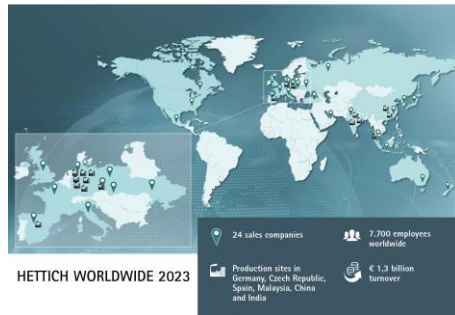 24 sales companies
7.700 employees
worldwide
Production sites in
Germany, Czech Republic,
Spain, Malaysia, China
and India
€ 1,3 billion
turnover
HETTICH WORLDWIDE 2023